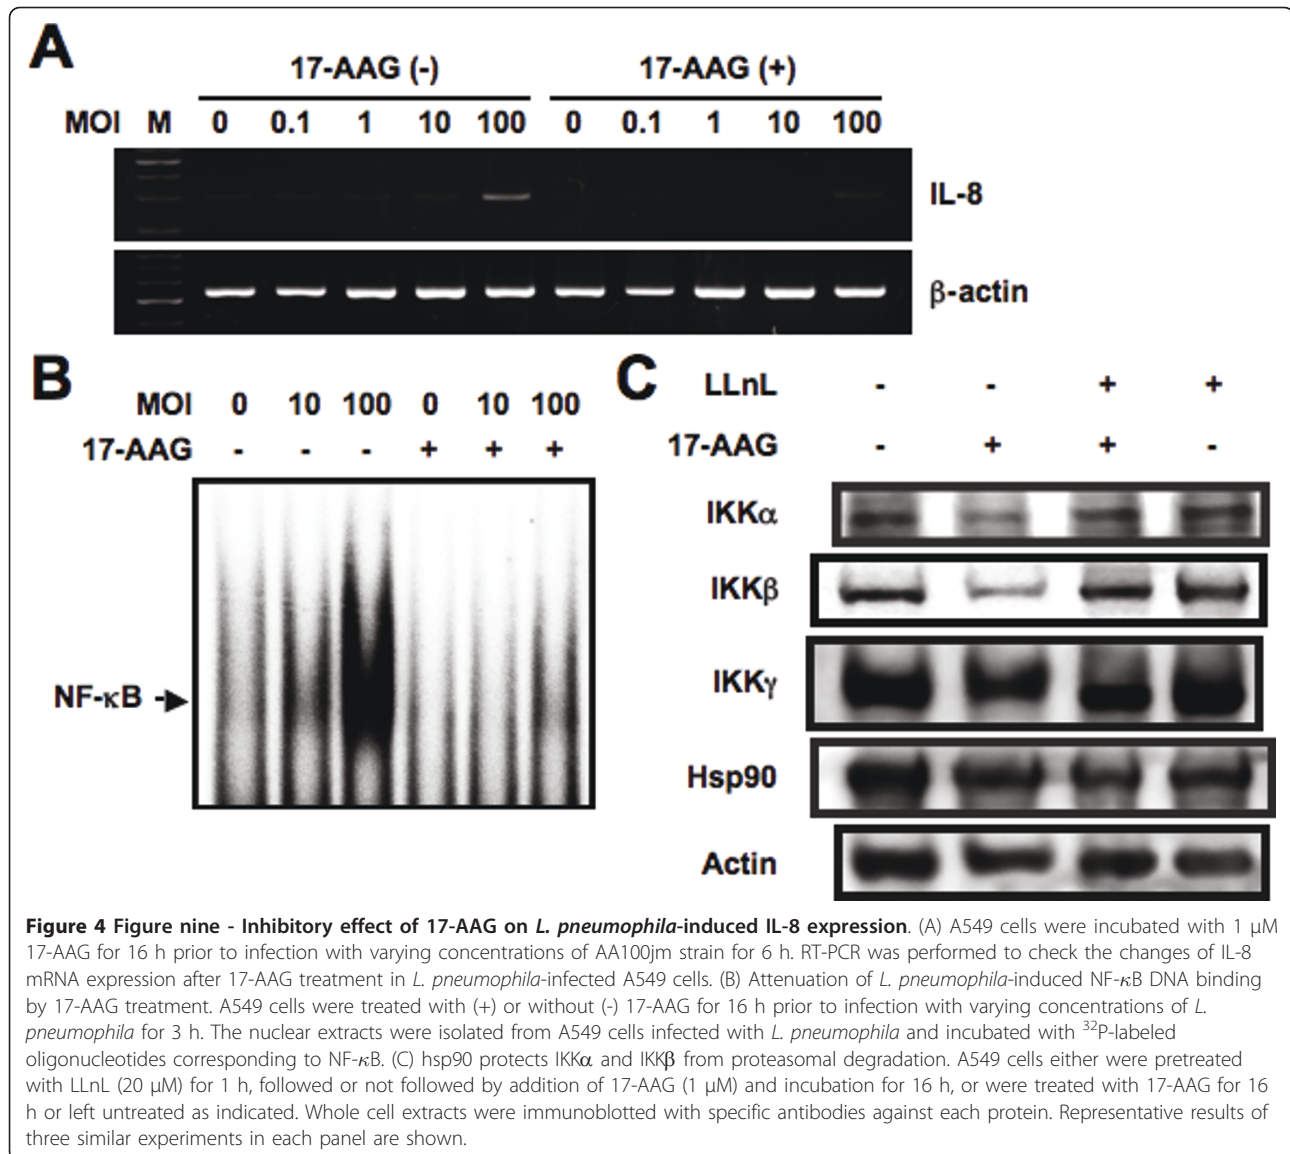 A
17-AAG (-) 17-AAG (+)
MOI M 0 0.1 1 10 100 0 0.1 1 10 100
IL-8
β-actin
B
MOI 0 10 100 0 10 100
17-AAG - - - + + +
NF-κB
C
LLnL - - + +
17-AAG - + + -
IKKα
IKKβ
IKKγ
Hsp90
Actin
Figure 4 Figure nine - Inhibitory effect of 17-AAG on L. pneumophila-induced IL-8 expression. (A) A549 cells were incubated with 1 μM
17-AAG for 16 h prior to infection with varying concentrations of AA100jm strain for 6 h. RT-PCR was performed to check the changes of IL-8
mRNA expression after 17-AAG treatment in L. pneumophila-infected A549 cells. (B) Attenuation of L. pneumophila-induced NF-κB DNA binding
by 17-AAG treatment. A549 cells were treated with (+) or without (-) 17-AAG for 16 h prior to infection with varying concentrations of L.
pneumophila for 3 h. The nuclear extracts were isolated from A549 cells infected with L. pneumophila and incubated with ³²P-labeled
oligonucleotides corresponding to NF-κB. (C) hsp90 protects IKKα and IKKβ from proteasomal degradation. A549 cells either were pretreated
with LLnL (20 μM) for 1 h, followed or not followed by addition of 17-AAG (1 μM) and incubation for 16 h, or were treated with 17-AAG for 16
h or left untreated as indicated. Whole cell extracts were immunoblotted with specific antibodies against each protein. Representative results of
three similar experiments in each panel are shown.